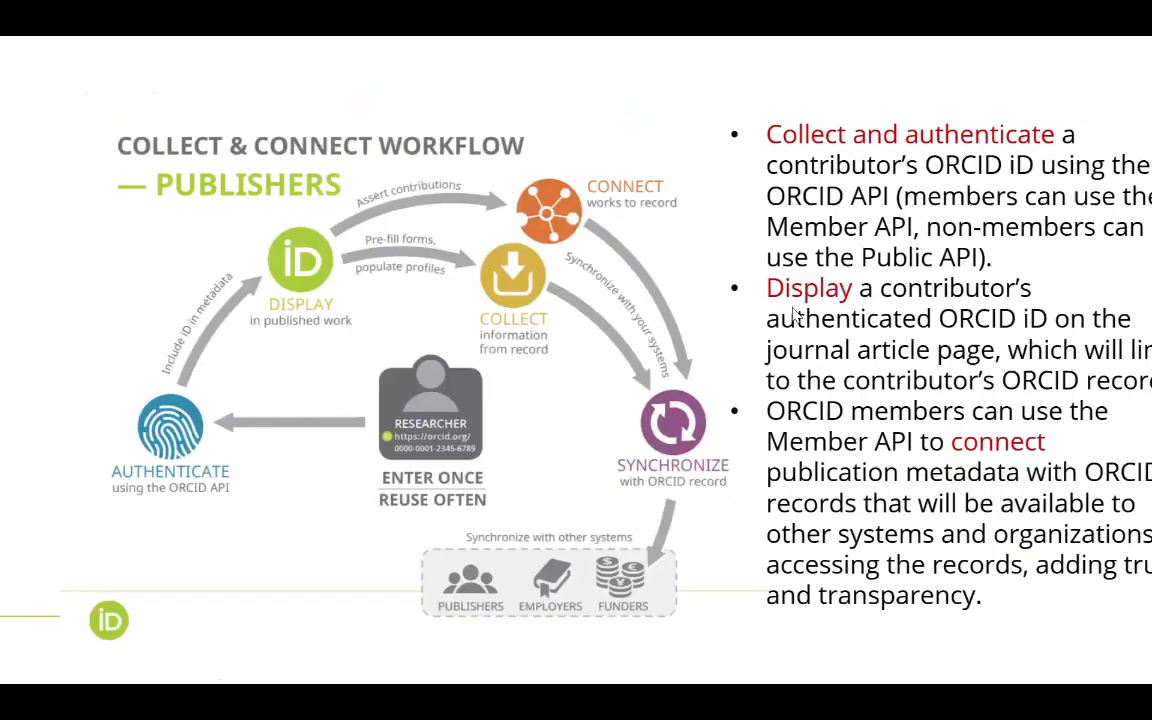 COLLECT & CONNECT WORKFLOW
— PUBLISHERS
Assert contributions
CONNECT
works to record
Pre-fill forms,
populate profiles
iD
DISPLAY
in published work
Include iD in metadata
COLLECT
information
from record
Synchronize with your systems
RESEARCHER
iD https://orcid.org/
0000-0001-2345-6789
AUTHENTICATE
using the ORCID API
ENTER ONCE
REUSE OFTEN
SYNCHRONIZE
with ORCID record
Synchronize with other systems
PUBLISHERS EMPLOYERS FUNDERS
iD
• Collect and authenticate a
contributor’s ORCID iD using the
ORCID API (members can use the
Member API, non-members can
use the Public API).
• Display a contributor’s
authenticated ORCID iD on the
journal article page, which will
to the contributor’s ORCID
• ORCID members can use the
Member API to connect
publication metadata with ORCID
records that will be available to
other systems and organizations
accessing the records, adding
and transparency.